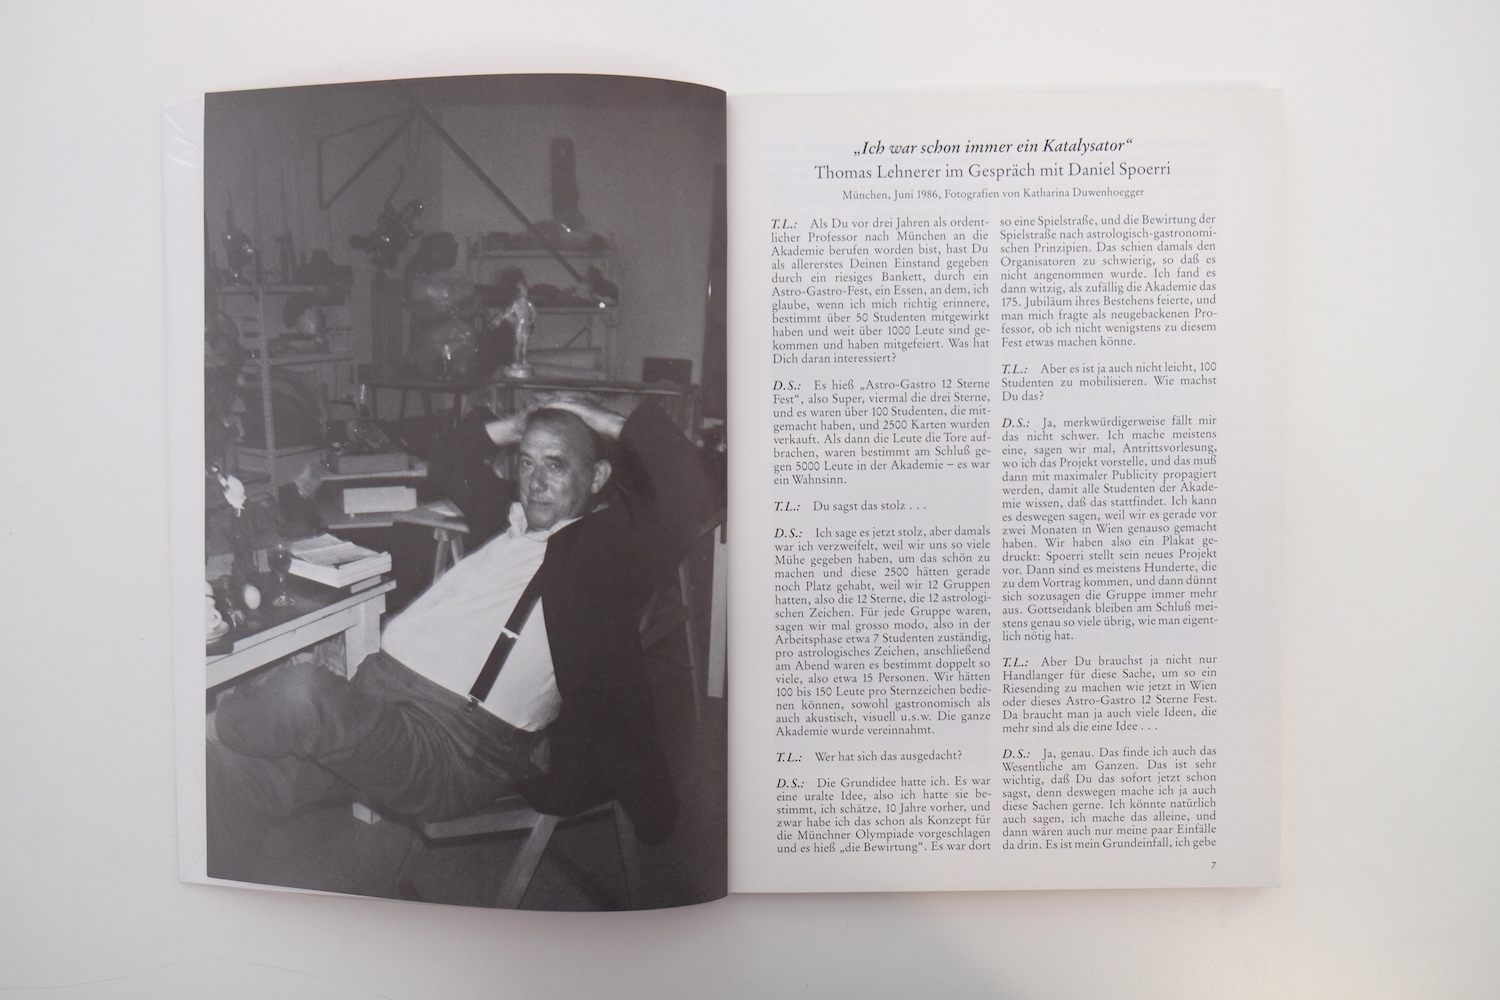 „Ich war schon immer ein Katalysator“
Thomas Lehnerer im Gespräch mit Daniel Spoerri
München, Juni 1986, Fotografien von Katharina Duwenhoegger
T.L.: Als Du vor drei Jahren als ordent-
licher Professor nach München an die
Akademie berufen worden bist, hast Du
als allererstes Deinen Einstand gegeben
durch ein riesiges Bankett, durch ein
Astro-Gastro-Fest, ein Essen, an dem, ich
glaube, wenn ich mich richtig erinnere,
bestimmt über 50 Studenten mitgewirkt
haben und weit über 1000 Leute sind ge-
kommen und haben mitgefeiert. Was hat
Dich daran interessiert?
D.S.: Es hieß „Astro-Gastro 12 Sterne
Fest“, also Super, viermal die drei Sterne,
und es waren über 100 Studenten, die mit-
gemacht haben, und 2500 Karten wurden
verkauft. Als dann die Leute die Tore auf-
brachen, waren bestimmt am Schluß ge-
gen 5000 Leute in der Akademie – es war
ein Wahnsinn.
T.L.: Du sagst das stolz . . .
D.S.: Ich sage es jetzt stolz, aber damals
war ich verzweifelt, weil wir uns so viele
Mühe gegeben haben, um das schön zu
machen und diese 2500 hätten gerade
noch Platz gehabt, weil wir 12 Gruppen
hatten, also die 12 Sterne, die 12 astrologi-
schen Zeichen. Für jede Gruppe waren,
sagen wir mal grosso modo, also in der
Arbeitsphase etwa 7 Studenten zuständig,
pro astrologisches Zeichen, anschließend
am Abend waren es bestimmt doppelt so
viele, also etwa 15 Personen. Wir hätten
100 bis 150 Leute pro Sternzeichen bedie-
nen können, sowohl gastronomisch als
auch akustisch, visuell u.s.w. Die ganze
Akademie wurde vereinnahmt.
T.L.: Wer hat sich das ausgedacht?
D.S.: Die Grundidee hatte ich. Es war
eine uralte Idee, also ich hatte sie be-
stimmt, ich schätze, 10 Jahre vorher, und
zwar habe ich das schon als Konzept für
die Münchner Olympiade vorgeschlagen
und es hieß „die Bewirtung“. Es war dort
so eine Spielstraße, und die Bewirtung der
Spielstraße nach astrologisch-gastronomi-
schen Prinzipien. Das schien damals den
Organisatoren zu schwierig, so daß es
nicht angenommen wurde. Ich fand es
dann witzig, als zufällig die Akademie das
175. Jubiläum ihres Bestehens feierte, und
man mich fragte als neugebackenen Pro-
fessor, ob ich nicht wenigstens zu diesem
Fest etwas machen könne.
T.L.: Aber es ist ja auch nicht leicht, 100
Studenten zu mobilisieren. Wie machst
Du das?
D.S.: Ja, merkwürdigerweise fällt mir
das nicht schwer. Ich mache meistens
eine, sagen wir mal, Antrittsvorlesung,
wo ich das Projekt vorstelle, und das muß
dann mit maximaler Publicity propagiert
werden, damit alle Studenten der Akade-
mie wissen, daß das stattfindet. Ich kann
es deswegen sagen, weil wir es gerade vor
zwei Monaten in Wien genauso gemacht
haben. Wir haben also ein Plakat ge-
druckt: Spoerri stellt sein neues Projekt
vor. Dann sind es meistens Hunderte, die
zu dem Vortrag kommen, und dann dünnt
sich sozusagen die Gruppe immer mehr
aus. Gottseidank bleiben am Schluß mei-
stens genau so viele übrig, wie man eigent-
lich nötig hat.
T.L.: Aber Du brauchst ja nicht nur
Handlanger für diese Sache, um so ein
Riesending zu machen wie jetzt in Wien
oder dieses Astro-Gastro 12 Sterne Fest.
Da braucht man ja auch viele Ideen, die
mehr sind als die eine Idee . . .
D.S.: Ja, genau. Das finde ich auch das
Wesentliche am Ganzen. Das ist sehr
wichtig, daß Du das sofort jetzt schon
sagst, denn deswegen mache ich ja auch
diese Sachen gerne. Ich könnte natürlich
auch sagen, ich mache das alleine, und
dann wären auch nur meine paar Einfälle
da drin. Es ist mein Grundeinfall, ich gebe
7